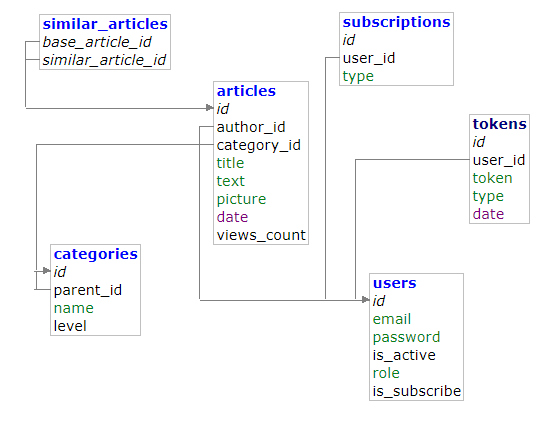 similar_articles
base_article_id
similar_article_id
subscriptions
id
user_id
type
articles
id
author_id
category_id
title
text
picture
date
views_count
tokens
id
user_id
token
type
date
categories
id
parent_id
name
level
users
id
email
password
is_active
role
is_subscribe